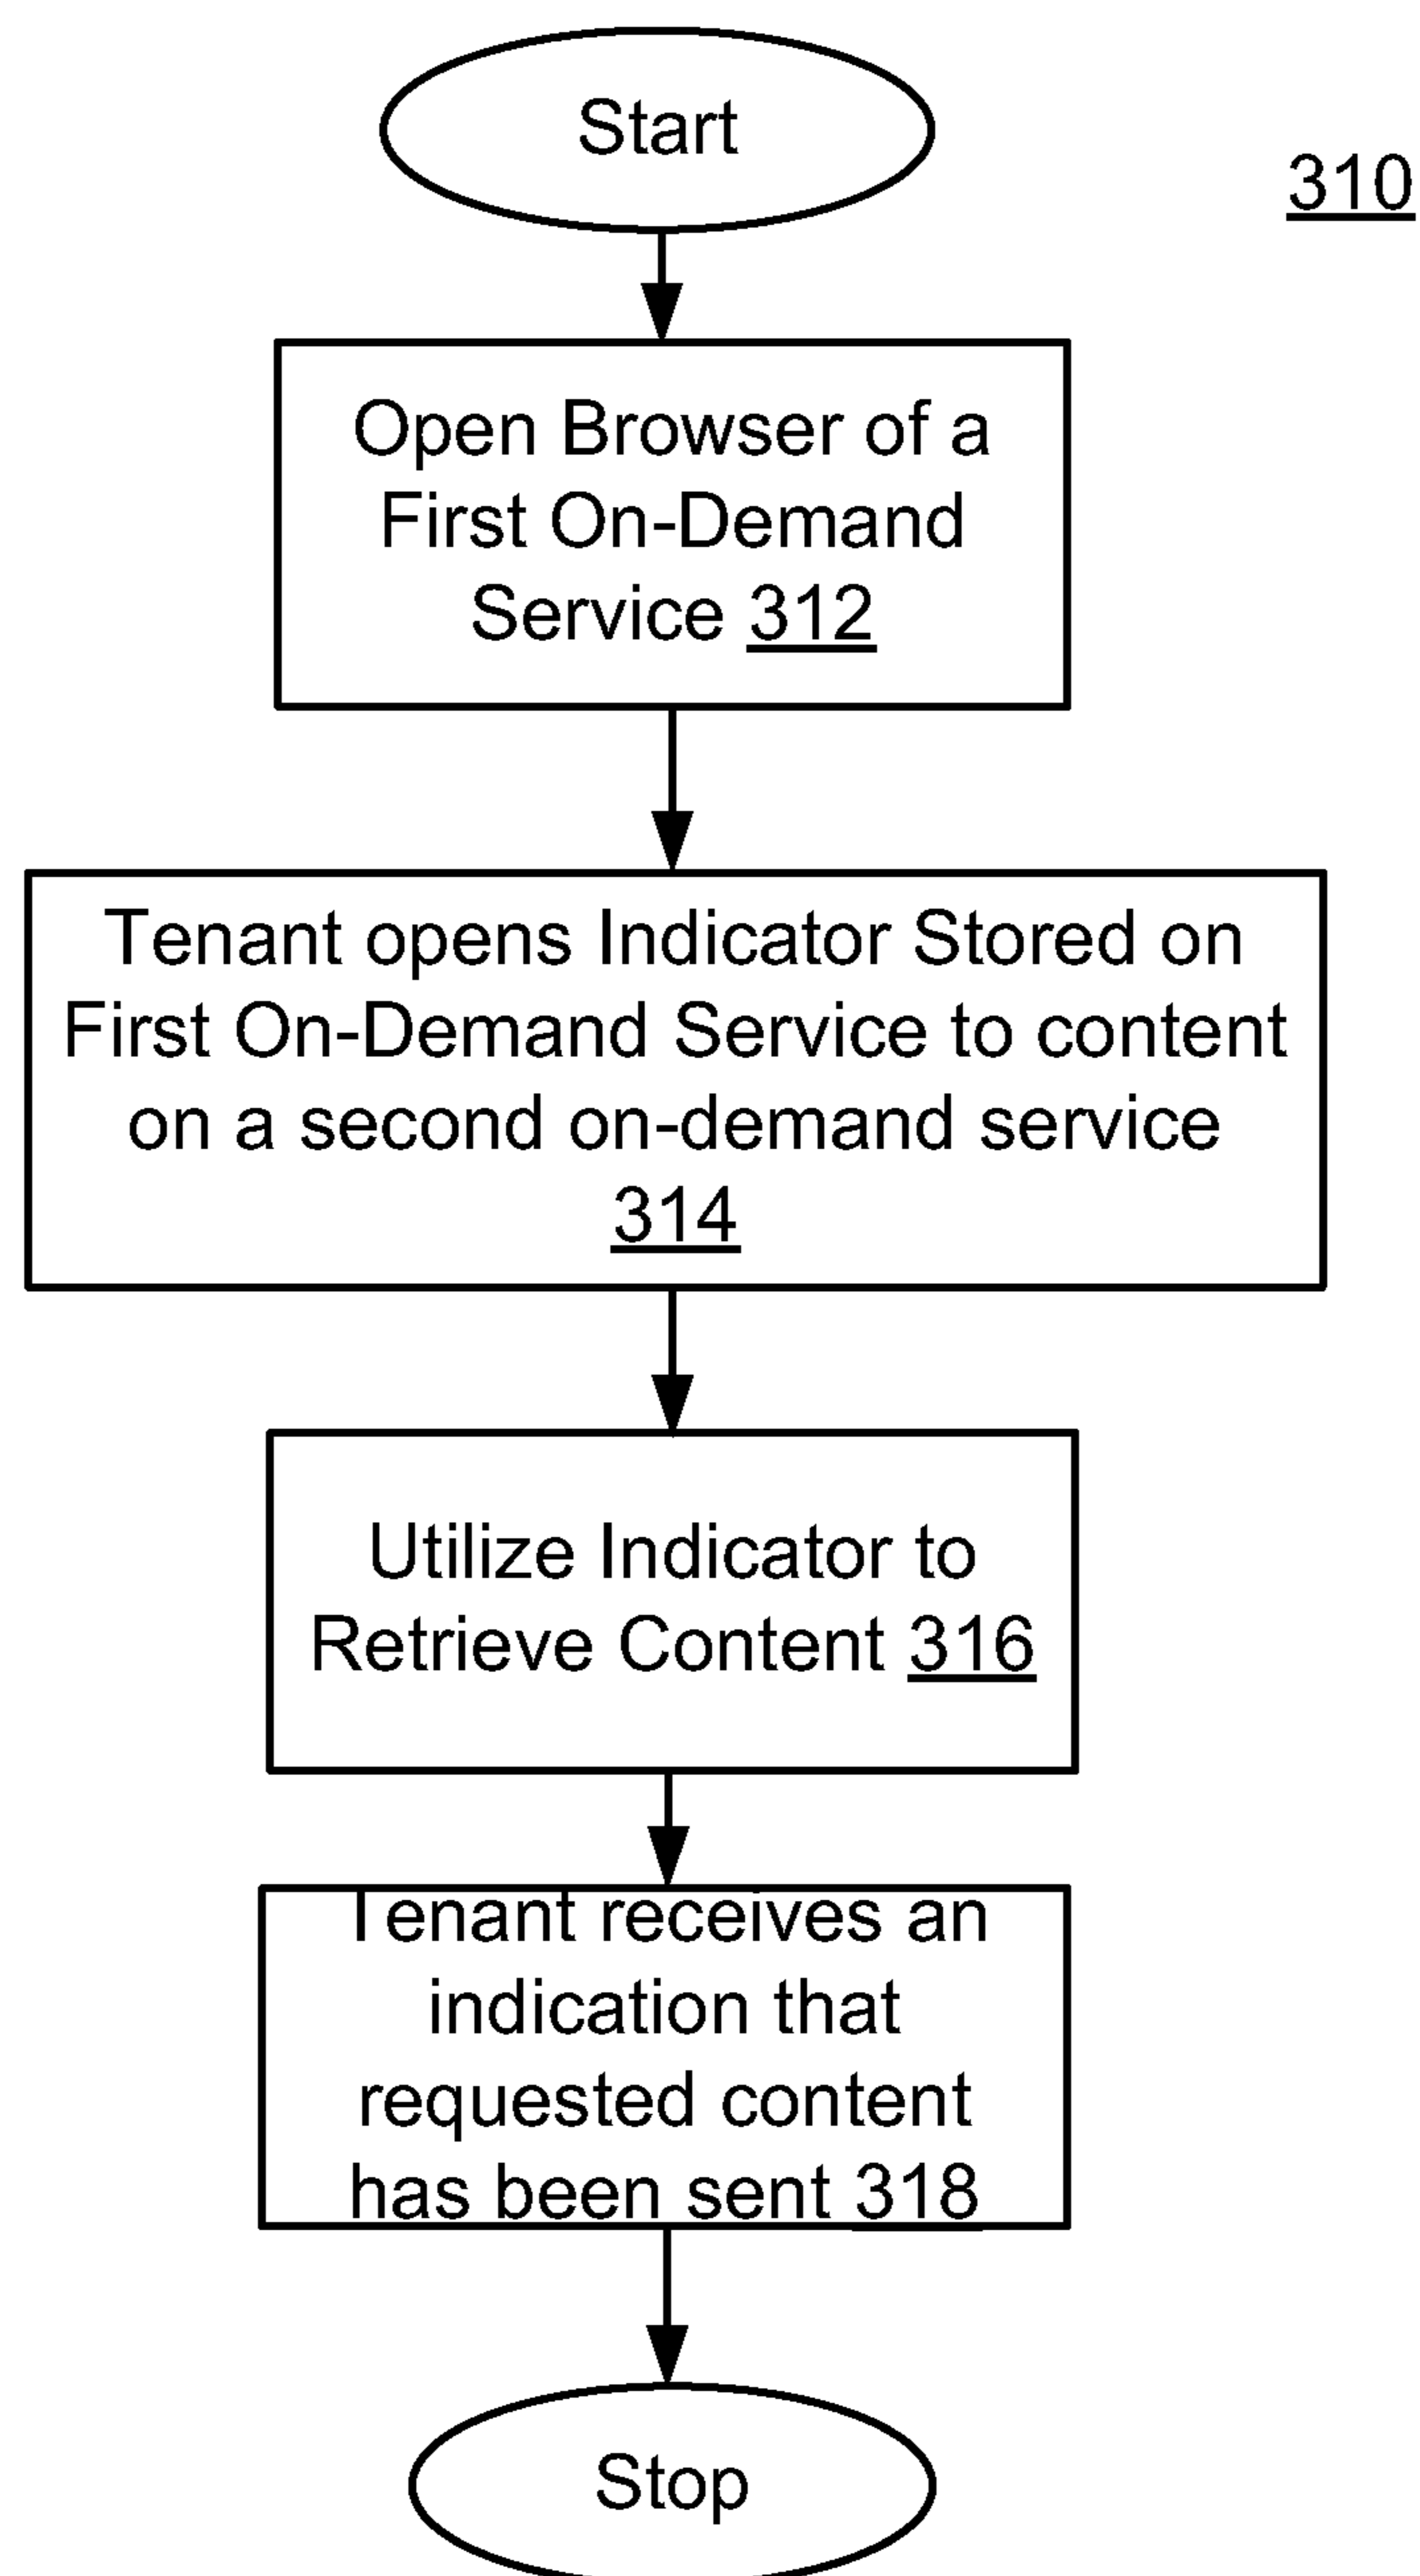 Start
310
Open Browser of a
First On-Demand
Service 312
Tenant opens Indicator Stored on
First On-Demand Service to content
on a second on-demand service
314
Utilize Indicator to
Retrieve Content 316
Tenant receives an
indication that
requested content
has been sent 318
Stop